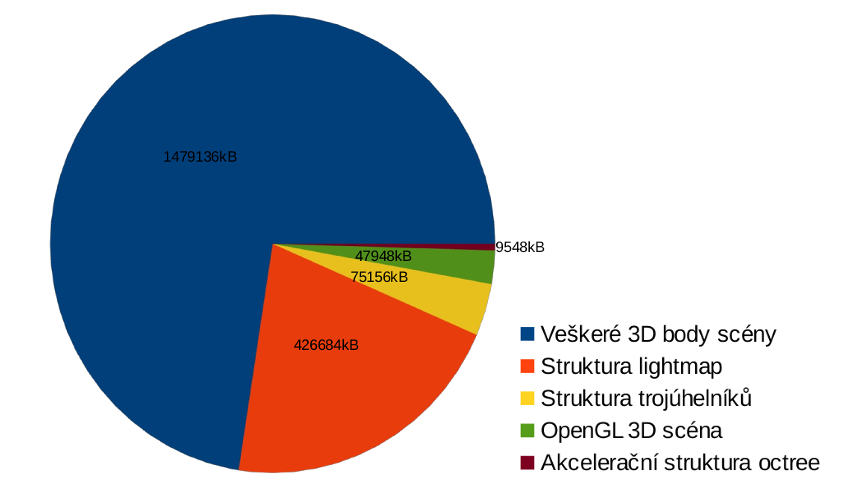 1479136kB
9548kB
47948kB
75156kB
426684kB
Veškeré 3D body scény
Struktura lightmap
Struktura trojúhelníků
OpenGL 3D scéna
Akcelerační struktura octree